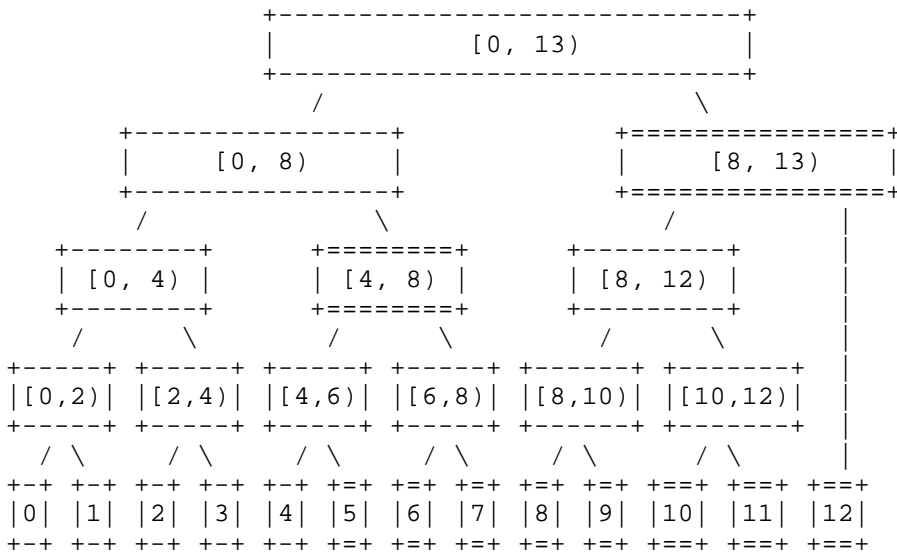 [0, 13)
[0, 8) [8, 13)
[0, 4) [4, 8) [8, 12)
[0,2) [2,4) [4,6) [6,8) [8,10) [10,12)
0 1 2 3 4 5 6 7 8 9 10 11 12